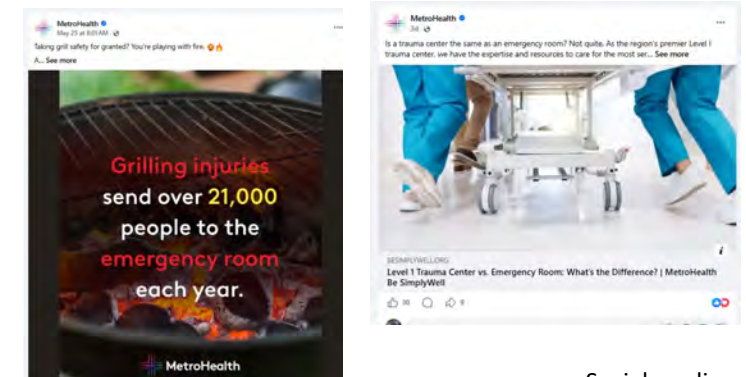 MetroHealth
May 25 at 8:01 AM ·
Taking grill safety for granted? You're playing with fire.
A... See more
Grilling injuries
send over 21,000
people to the
emergency room
each year.
MetroHealth
MetroHealth
3d ·
Is a trauma center the same as an emergency room? Not quite. As the region's premier Level I
trauma center, we have the expertise and resources to care for the most ser... See more
BESIMPLYWELL.ORG
Level 1 Trauma Center vs. Emergency Room: What's the Difference? | MetroHealth
Be SimplyWell